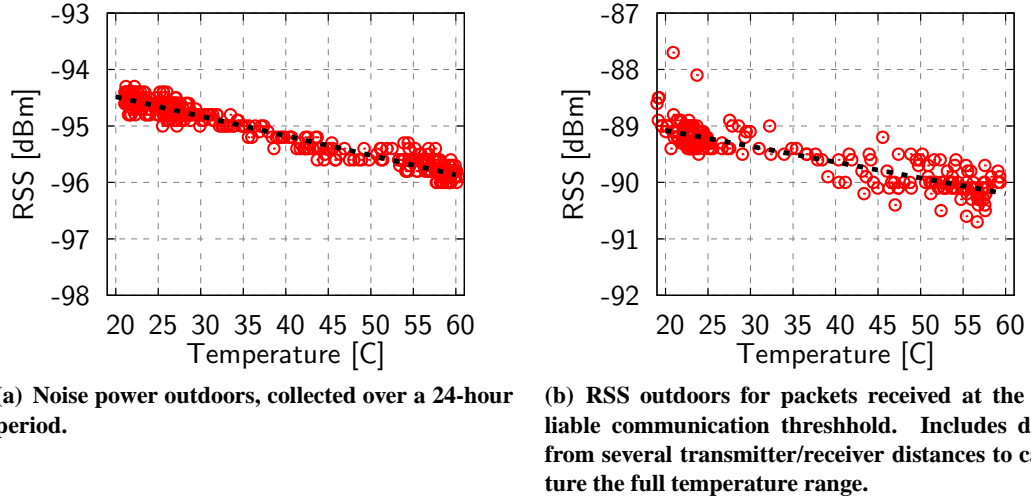 -93
-94
-95
-96
-97
-98
RSS [dBm]
20 25 30 35 40 45 50 55 60
Temperature [C]
-87
-88
-89
-90
-91
-92
RSS [dBm]
20 25 30 35 40 45 50 55 60
Temperature [C]
a) Noise power outdoors, collected over a 24-hour
period.
(b) RSS outdoors for packets received at the
liable communication threshhold. Includes d
from several transmitter/receiver distances to ca
ture the full temperature range.